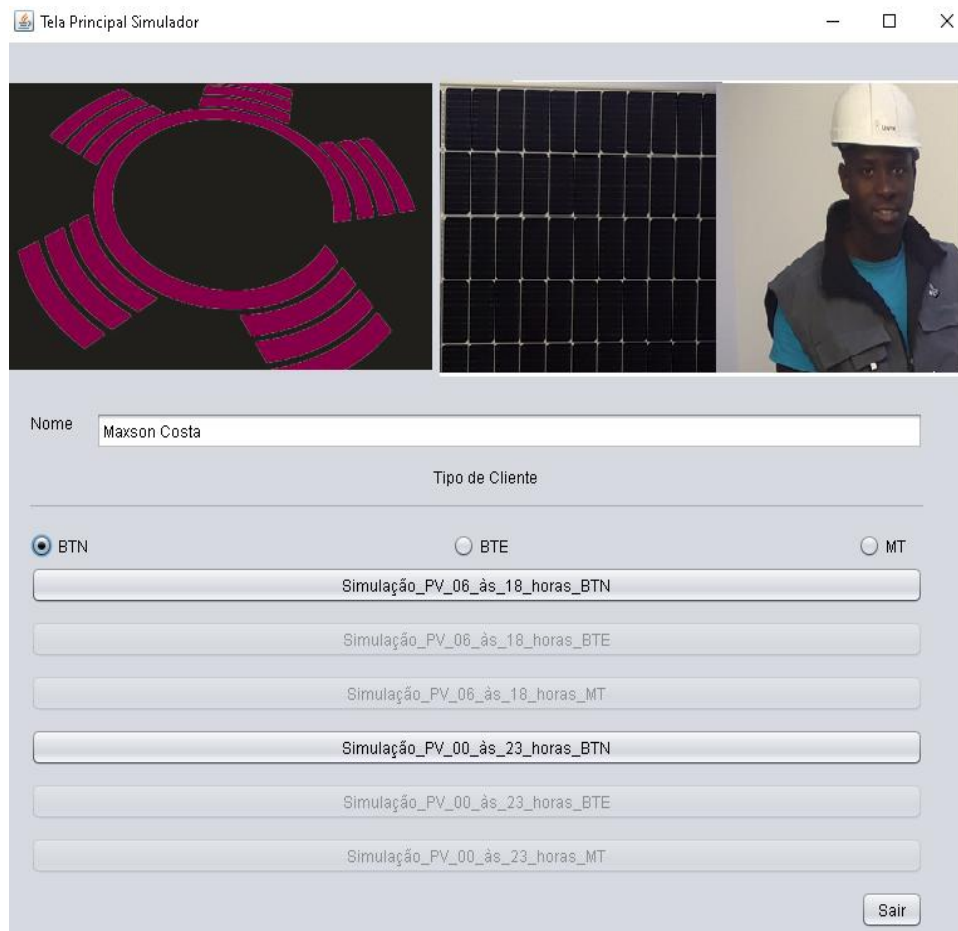 Tela Principal Simulador
Nome
Maxson Costa
Tipo de Cliente
BTN
BTE
MT
Simulação_PV_06_às_18_horas_BTN
Simulação_PV_06_às_18_horas_BTE
Simulação_PV_06_às_18_horas_MT
Simulação_PV_00_às_23_horas_BTN
Simulação_PV_00_às_23_horas_BTE
Simulação_PV_00_às_23_horas_MT
Sair